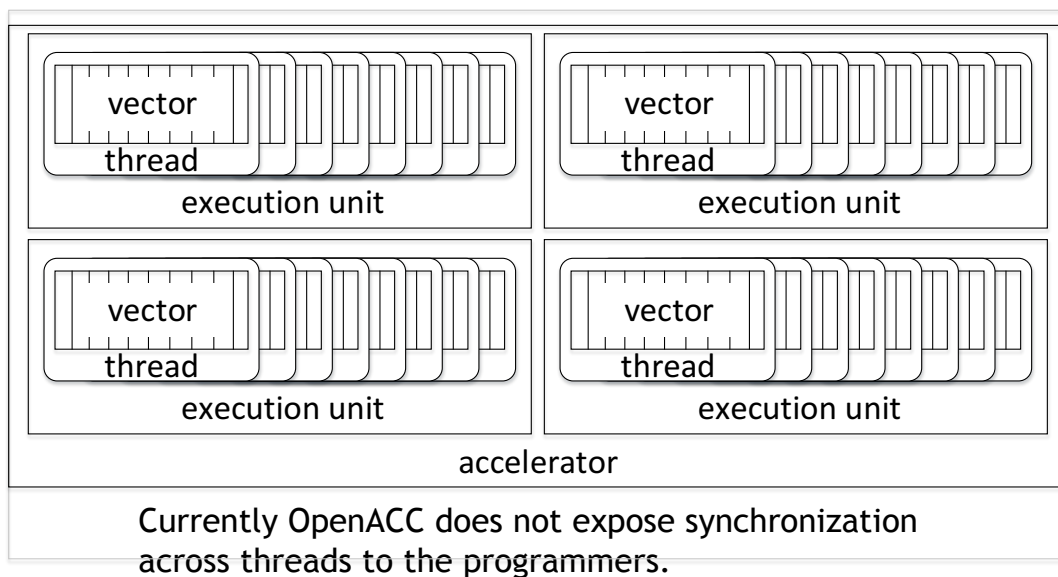 vector
thread
execution unit
vector
thread
execution unit
vector
thread
execution unit
vector
thread
execution unit
accelerator
Currently OpenACC does not expose synchronization
across threads to the programmers.